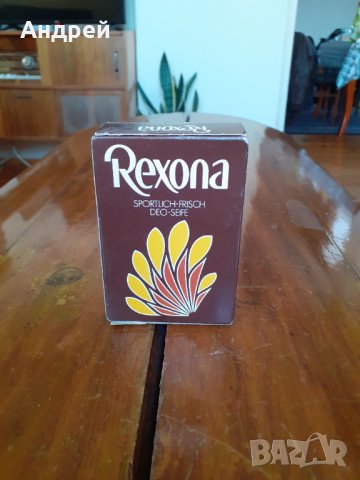 Андрей
Rexona
SPORTLICH-FRISCH
DEO-SEIFE
BAZAR